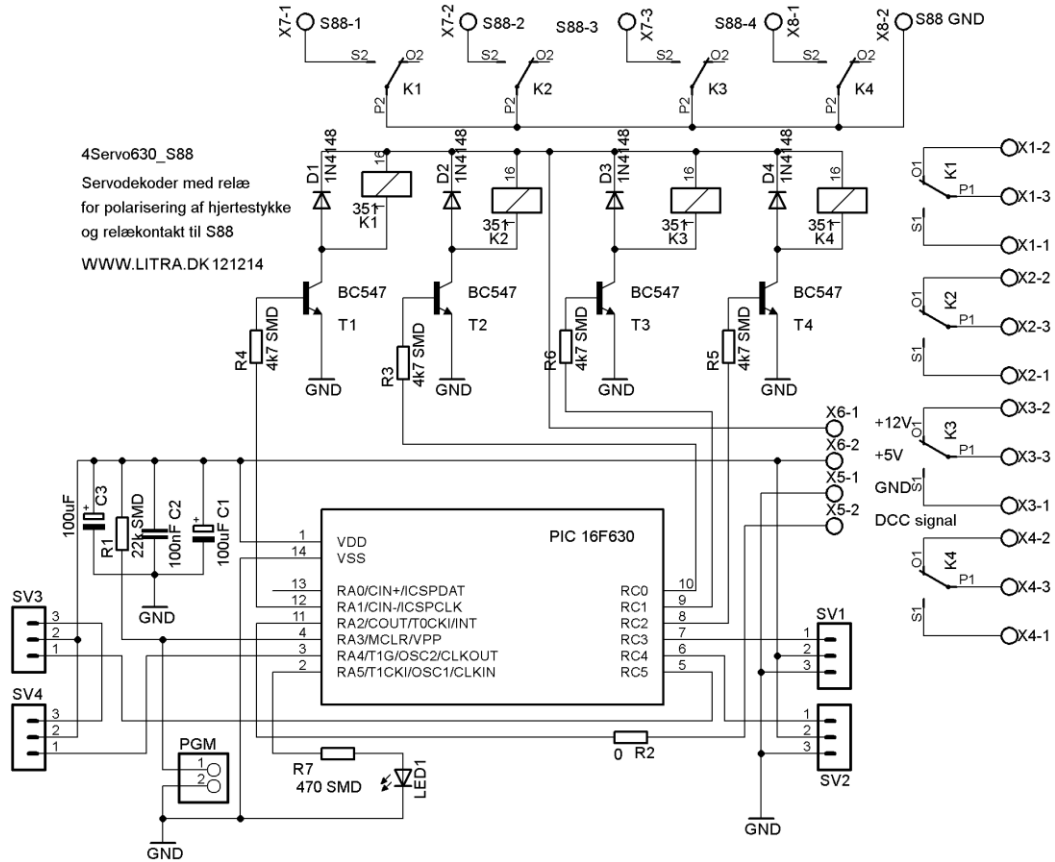 X7-1
S88-1
X7-2
S88-2
S88-3
X7-3
S88-4
X8-1
X8-2
S88 GND
S2
O2
P2
K1
S2
O2
P2
K2
S2
O2
P2
K3
S2
O2
P2
K4
4Servo630_S88
Servodekoder med relæ
for polarisering af hjertestykke
og relækontakt til S88
WWW.LITRA.DK 121214
D1
1N4148
16
351
1
K1
D2
1N4148
16
351
1
K2
D3
1N4148
16
351
1
K3
D4
1N4148
16
351
1
K4
BC547
T1
BC547
T2
BC547
T3
BC547
T4
R4
4k7 SMD
R3
4k7 SMD
R6
4k7 SMD
R5
4k7 SMD
GND
GND
GND
GND
O1
K1
P1
S1
X1-2
X1-3
X1-1
O1
K2
P1
S1
X2-2
X2-3
X2-1
O1
K3
P1
S1
X3-2
X3-3
X3-1
O1
K4
P1
S1
X4-2
X4-3
X4-1
X6-1
+12V
X6-2
+5V
X5-1
GND
X5-2
DCC signal
100uF
C3
+
R1
22k SMD
100nF C2
100uF C1
+
GND
PIC 16F630
1
VDD
14
VSS
13
RA0/CIN+/ICSPDAT
12
RA1/CIN-/ICSPCLK
11
RA2/COUT/T0CKI/INT
4
RA3/MCLR/VPP
3
RA4/T1G/OSC2/CLKOUT
2
RA5/T1CKI/OSC1/CLKIN
RC0
10
RC1
9
RC2
8
RC3
7
RC4
6
RC5
5
SV3
3
2
1
SV4
3
2
1
SV1
1
2
3
1
2
3
SV2
PGM
1
2
R7
470 SMD
LED1
0
R2
GND
GND